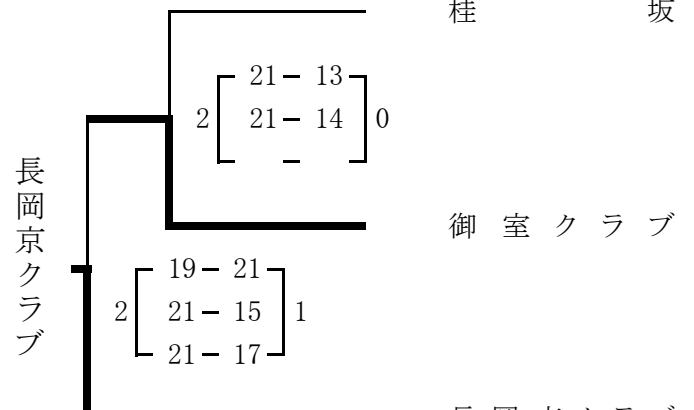 桂 坂
21 － 13
2 21 － 14 0
－
御 室 ク ラ ブ
長岡京クラブ
19 － 21
2 21 － 15 1
21 － 17